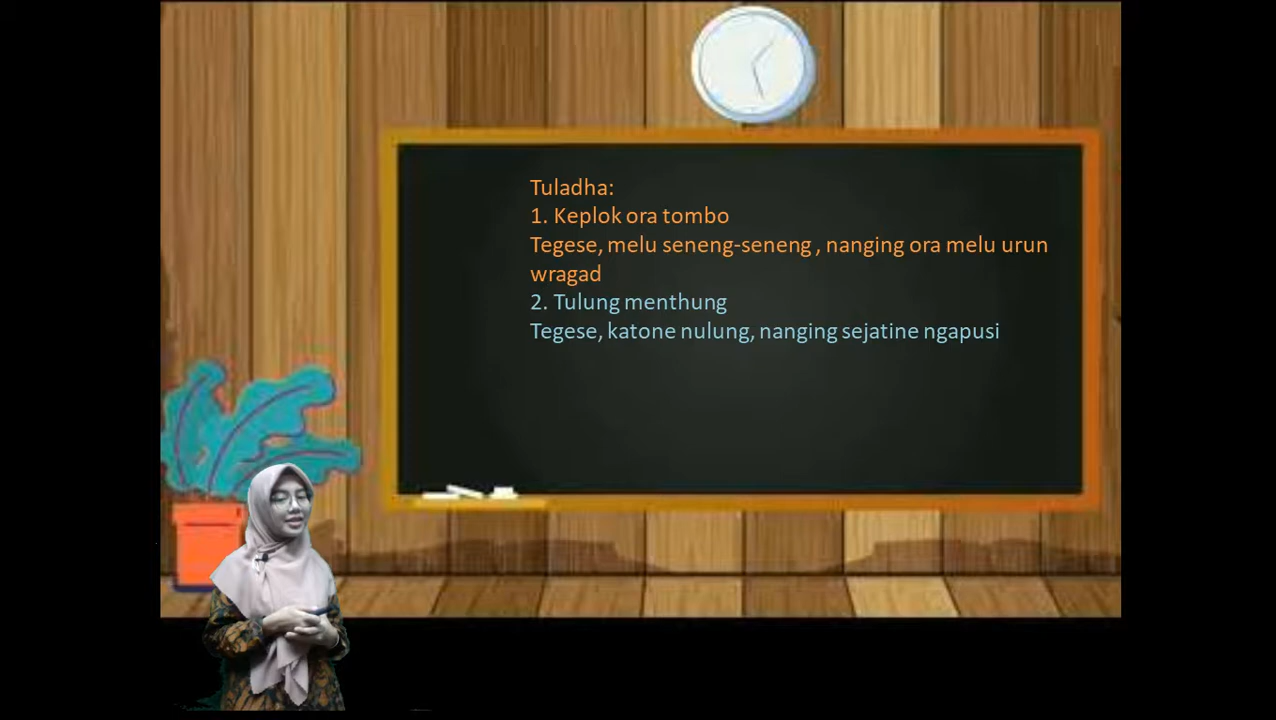 Tuladha:
1. Keplok ora tombo
Tegese, melu seneng-seneng , nanging ora melu urun
wragad
2. Tulung menthung
Tegese, katone nulung, nanging sejatine ngapusi